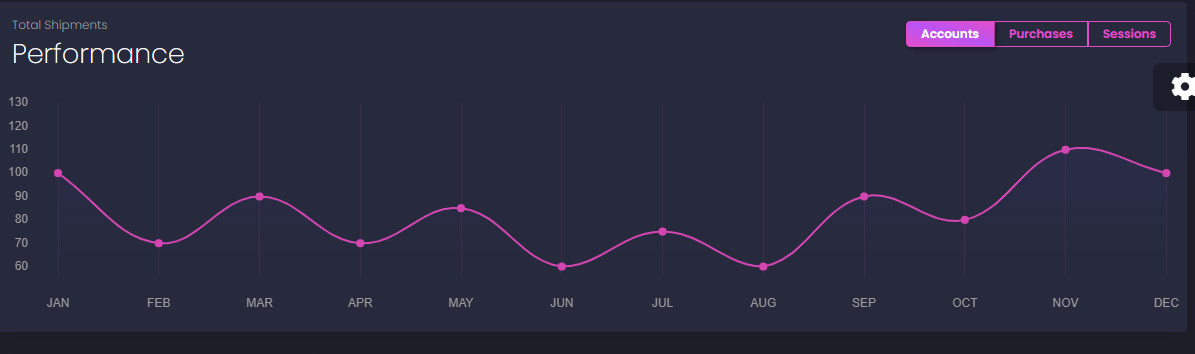 Total Shipments
Performance
Accounts Purchases Sessions
130
120
110
100
90
80
70
60
JAN FEB MAR APR MAY JUN JUL AUG SEP OCT NOV DEC